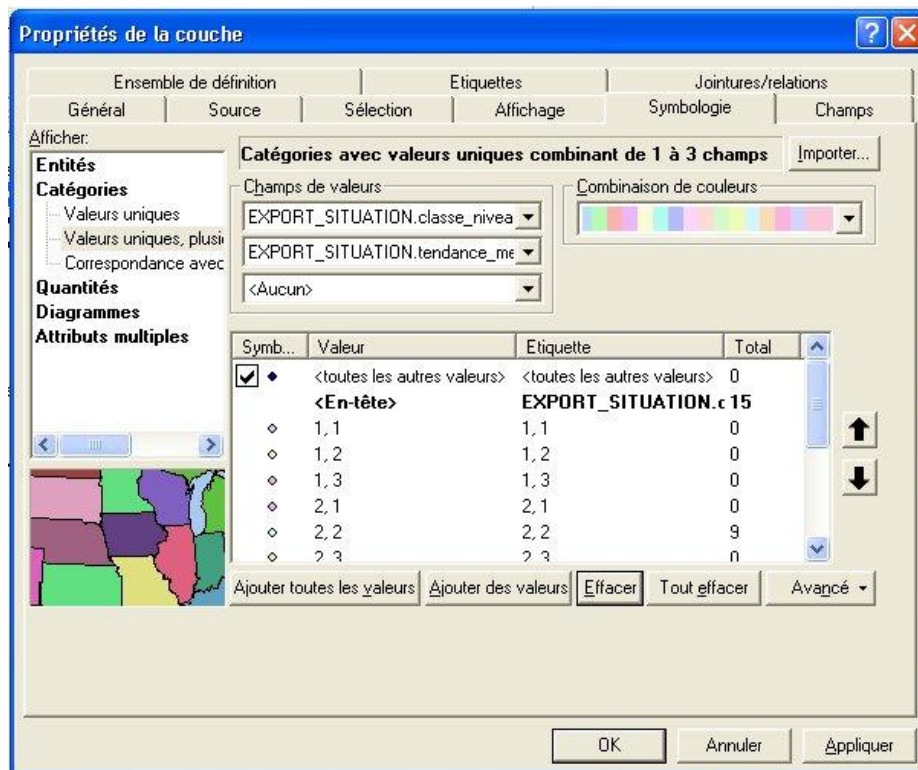 Propriétés de la couche
Ensemble de définition Etiquettes Jointures/relations
Général Source Sélection Affichage Symbologie Champs
Afficher:
Entités
Catégories
Valeurs uniques
Valeurs uniques, plusi
Correspondance avec
Quantités
Diagrammes
Attributs multiples
Catégories avec valeurs uniques combinant de 1 à 3 champs
Importer...
Champs de valeurs
EXPORT_SITUATION.classe_nivea
EXPORT_SITUATION.tendance_me
<Aucun>
Combinaison de couleurs
Symb... Valeur Etiquette Total
<toutes les autres valeurs> <toutes les autres valeurs> 0
<En-tête> EXPORT_SITUATION.c 15
1, 1 1, 1 0
1, 2 1, 2 0
1, 3 1, 3 0
2, 1 2, 1 0
2, 2 2, 2 9
2, 3 2, 3 0
Ajouter toutes les valeurs Ajouter des valeurs Effacer Tout effacer Avancé
OK Annuler Appliquer